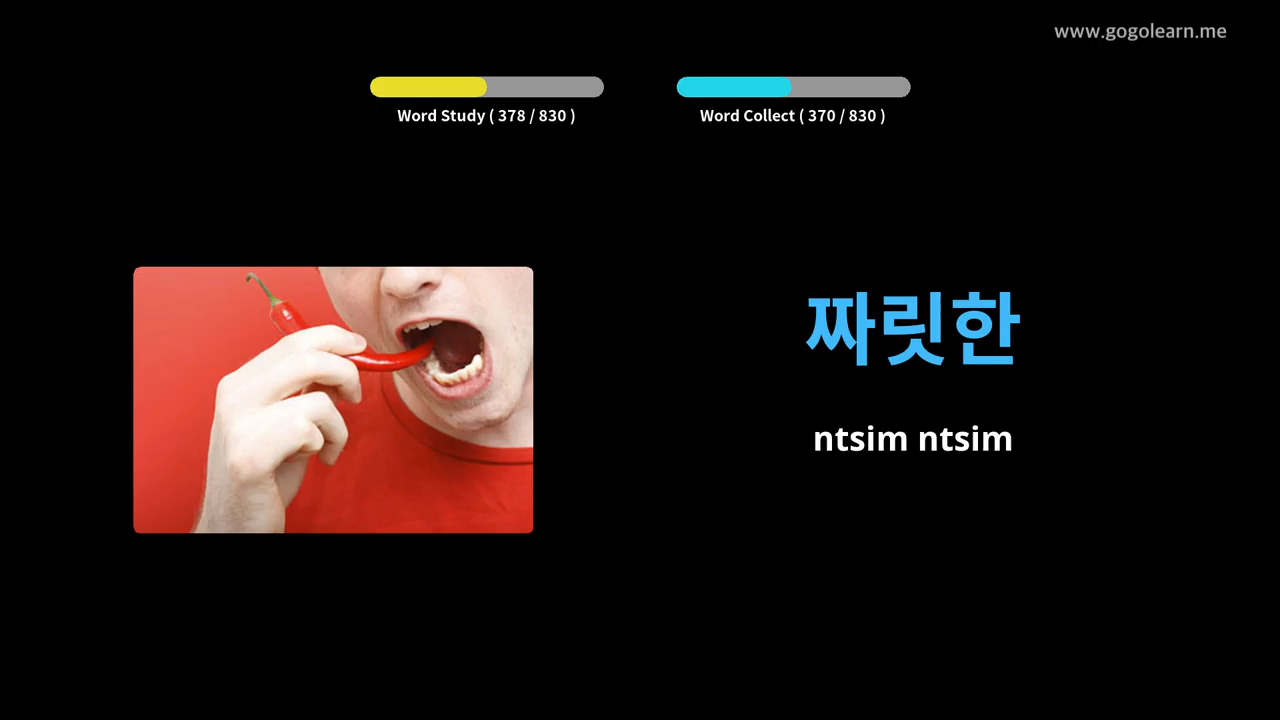 www.gogolearn.me
Word Study ( 378 / 830 )
Word Collect ( 370 / 830 )
짜릿한
ntsim ntsim